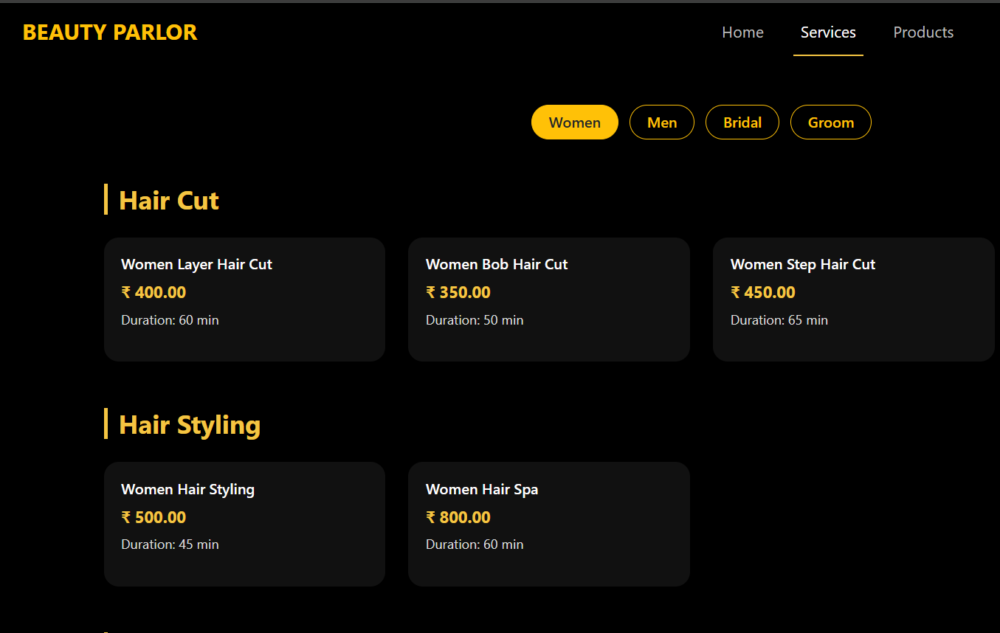 BEAUTY PARLOR
Home Services Products
Women Men Bridal Groom
Hair Cut
Women Layer Hair Cut
₹ 400.00
Duration: 60 min
Women Bob Hair Cut
₹ 350.00
Duration: 50 min
Women Step Hair Cut
₹ 450.00
Duration: 65 min
Hair Styling
Women Hair Styling
₹ 500.00
Duration: 45 min
Women Hair Spa
₹ 800.00
Duration: 60 min